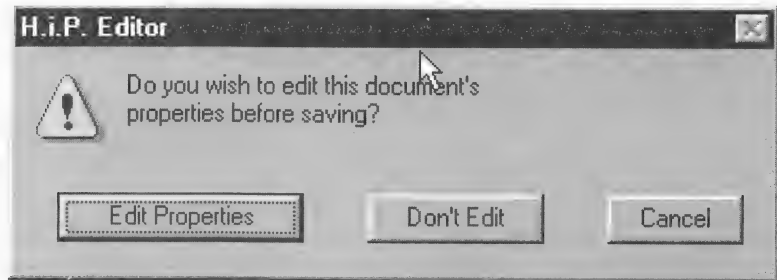 H.i.P. Editor
Do you wish to edit this document's
properties before saving?
Edit Properties Don't Edit Cancel